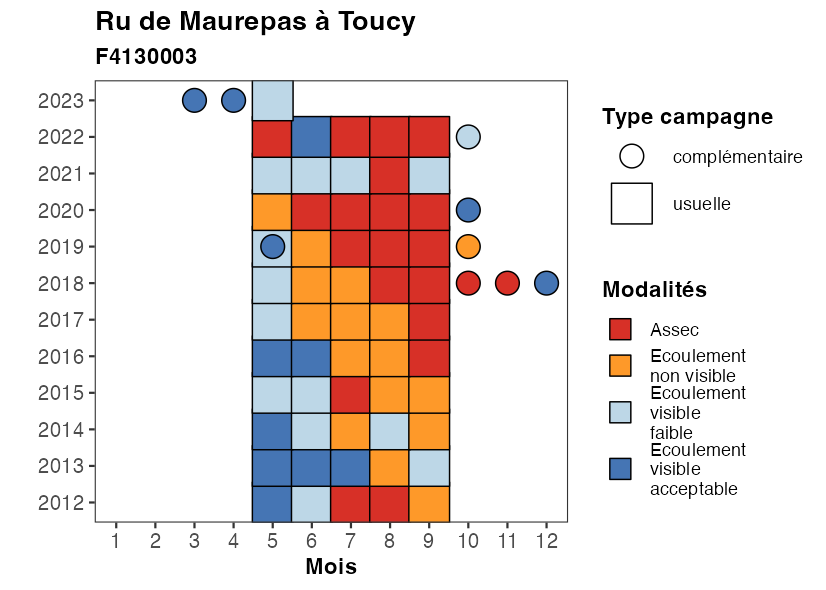 Ru de Maurepas à Toucy
F4130003
2023
2022
2021
2020
2019
2018
2017
2016
2015
2014
2013
2012
1 2 3 4 5 6 7 8 9 10 11 12
Mois
Type campagne
complémentaire
usuelle
Modalités
Assec
Ecoulement
non visible
Ecoulement
visible
faible
Ecoulement
visible
acceptable